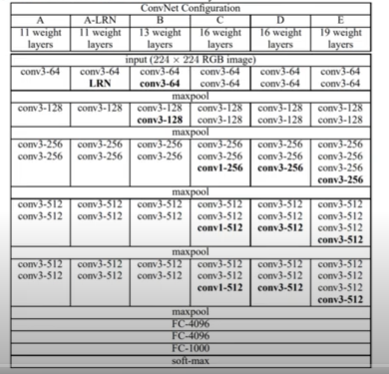 ConvNet Configuration
A A-LRN B C D E
11 weight layers 11 weight layers 13 weight layers 16 weight layers 16 weight layers 19 weight layers
input (224 × 224 RGB image)
conv3-64 conv3-64 conv3-64 conv3-64 conv3-64 conv3-64
LRN conv3-64 conv3-64 conv3-64 conv3-64
maxpool
conv3-128 conv3-128 conv3-128 conv3-128 conv3-128 conv3-128
conv3-128 conv3-128 conv3-128 conv3-128
maxpool
conv3-256 conv3-256 conv3-256 conv3-256 conv3-256 conv3-256
conv3-256 conv3-256 conv3-256 conv3-256 conv3-256 conv3-256
conv1-256 conv3-256 conv3-256
conv3-256
maxpool
conv3-512 conv3-512 conv3-512 conv3-512 conv3-512 conv3-512
conv3-512 conv3-512 conv3-512 conv3-512 conv3-512 conv3-512
conv1-512 conv3-512 conv3-512
conv3-512
maxpool
conv3-512 conv3-512 conv3-512 conv3-512 conv3-512 conv3-512
conv3-512 conv3-512 conv3-512 conv3-512 conv3-512 conv3-512
conv1-512 conv3-512 conv3-512
conv3-512
maxpool
FC-4096
FC-4096
FC-1000
soft-max